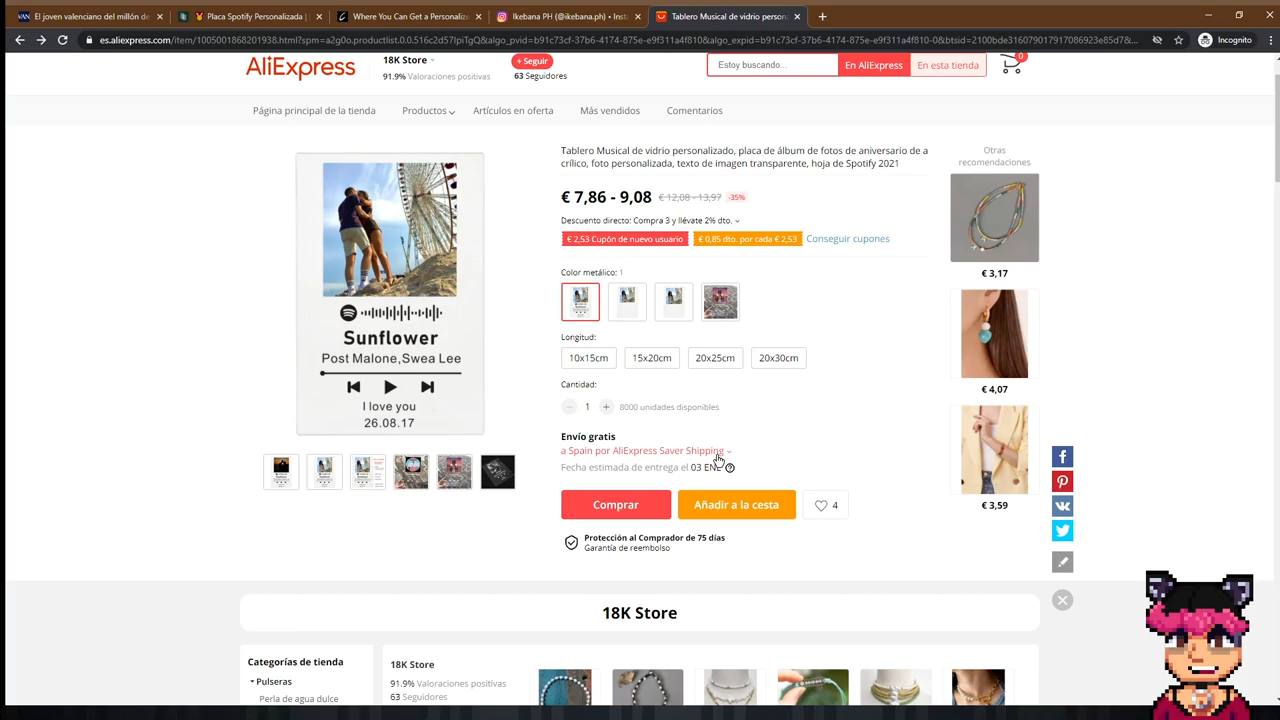 El joven valenciano del millón de
Placa Spotify Personalizada |
Where You Can Get a Personaliz
Ikebana PH (@ikebana.ph) • Insta
Tablero Musical de vidrio person
es.aliexpress.com/item/1005001868201938.html?spm=a2g0o.productlist.0.0.516c2d57IpiTgQ&algo_pvid=b91c73cf-37b6-4174-875e-e9f311a4f810&algo_expid=b91c73cf-37b6-4174-875e-e9f311a4f810-0&btsid=2100bde316079017917086923e85d7&...
Incognito
AliExpress
18K Store
91.9% Valoraciones positivas
+ Seguir
63 Seguidores
Estoy buscando...
En AliExpress
En esta tienda
0
Página principal de la tienda
Productos
Artículos en oferta
Más vendidos
Comentarios
Tablero Musical de vidrio personalizado, placa de álbum de fotos de aniversario de a
crílico, foto personalizada, texto de imagen transparente, hoja de Spotify 2021
€ 7,86 - 9,08 € 12,08 - 13,97 -35%
Descuento directo: Compra 3 y llévate 2% dto.
€ 2,53 Cupón de nuevo usuario
€ 0,85 dto. por cada € 2,53
Conseguir cupones
Color metálico: 1
Longitud:
10x15cm
15x20cm
20x25cm
20x30cm
Cantidad:
1
8000 unidades disponibles
Envío gratis
a Spain por AliExpress Saver Shipping
Fecha estimada de entrega el 03
Comprar
Añadir a la cesta
4
Protección al Comprador de 75 días
Garantía de reembolso
Sunflower
Post Malone,Swea Lee
I love you
26.08.17
Otras
recomendaciones
€ 3,17
€ 4,07
€ 3,59
18K Store
Categorías de tienda
Pulseras
Perla de agua dulce
18K Store
91.9% Valoraciones positivas
63 Seguidores